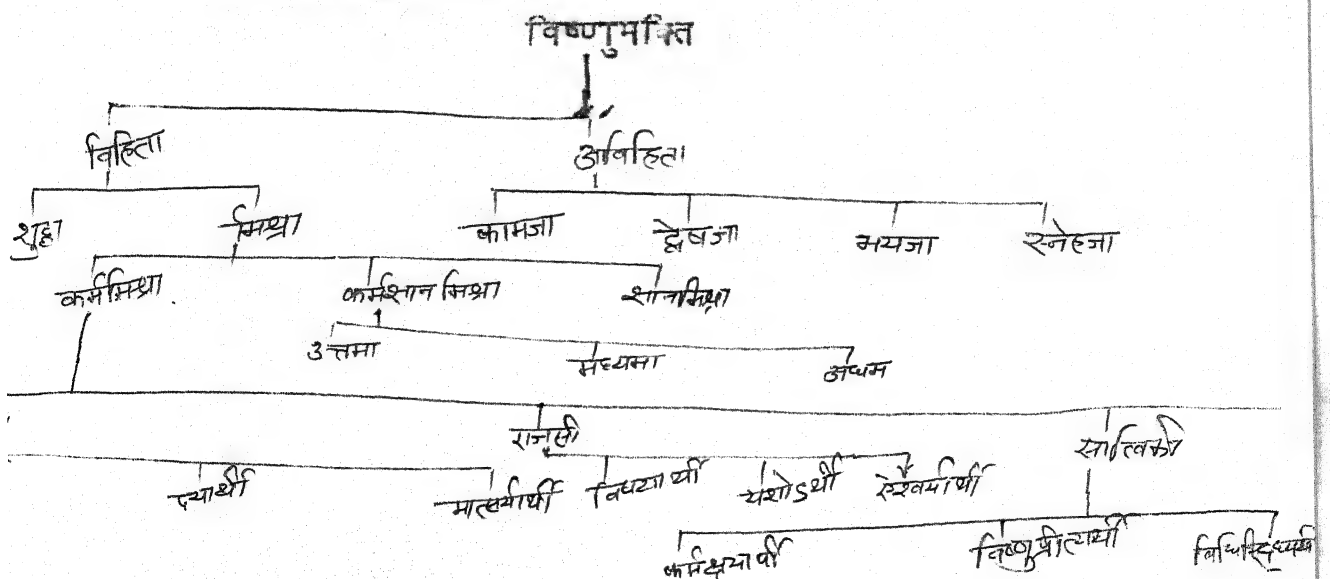 विष्णुभक्ति
विहिता अविहिता
शुद्धा मिश्रा कामजा द्वेषजा भयजा स्नेहजा
कर्ममिश्रा कर्मज्ञान मिश्रा ज्ञानमिश्रा
उत्तमा मध्यमा अधम
राजसी सात्विकी
मात्सर्यार्थी विषयार्थी यशोऽर्थी ऐश्वर्यार्थी
कर्मक्षयार्थी विष्णुप्रीत्यर्थी विधिसिद्ध्यर्थ